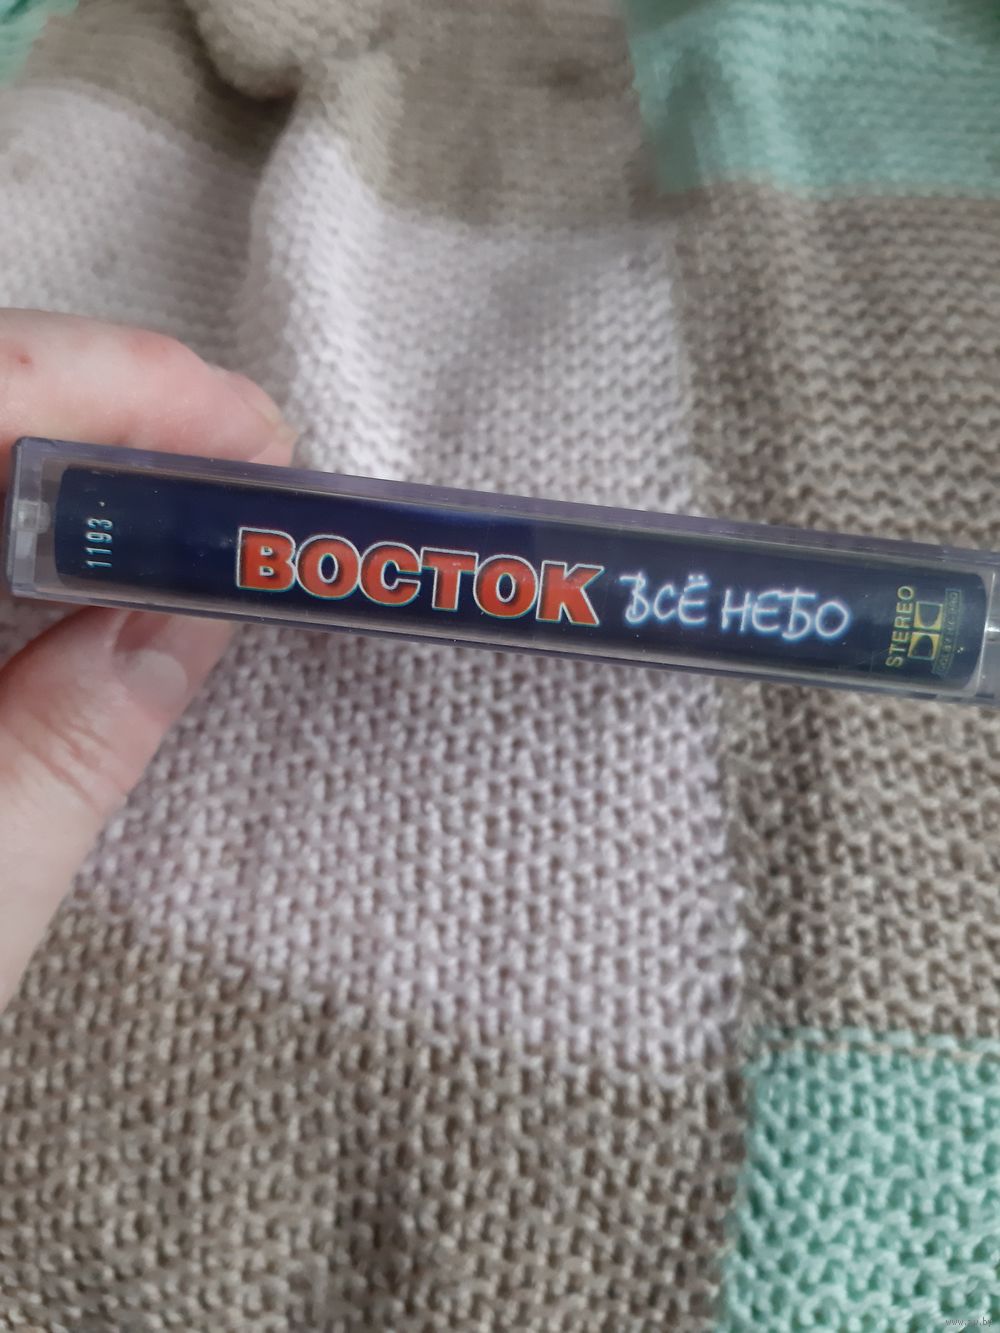 1193
ВОСТОК ВСЁ НЕБО
STEREO